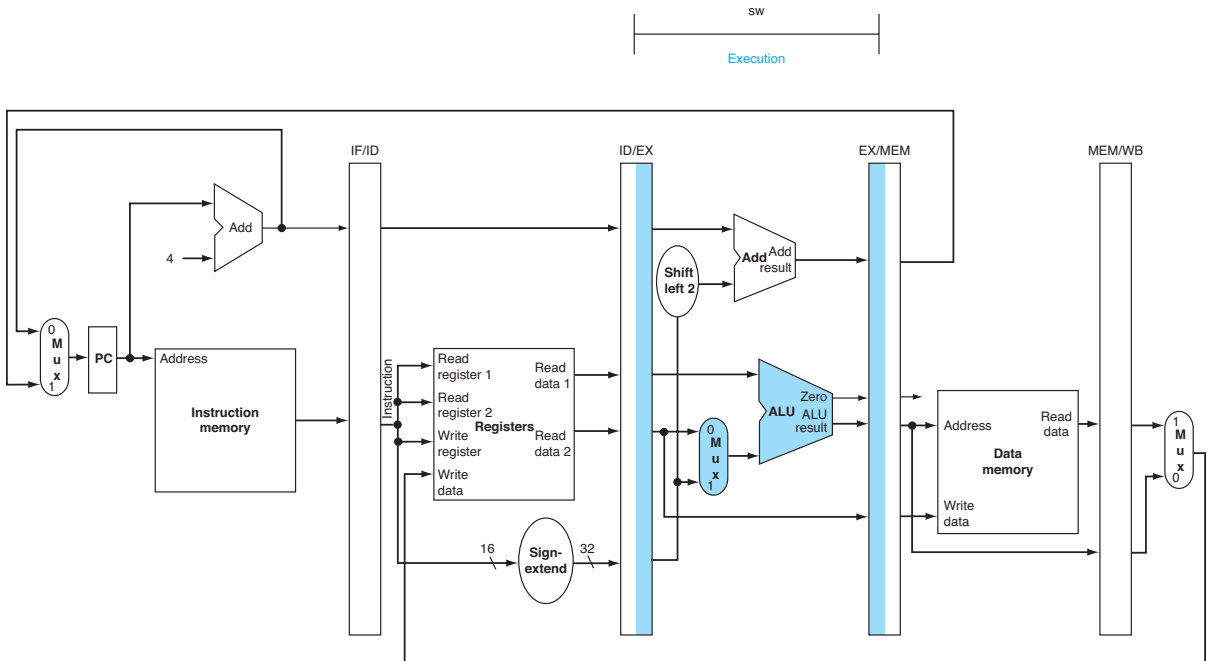 sw
Execution
IF/ID
ID/EX
EX/MEM
MEM/WB
Add
4
Shift
left 2
Add
Add
result
0
M
u
x
1
PC
Address
Instruction
memory
Instruction
Read
register 1
Read
register 2
Write
register
Write
data
Registers
Read
data 1
Read
data 2
16
Sign-
extend
32
0
M
u
x
1
ALU
Zero
ALU
result
Address
Read
data
Data
memory
Write
data
1
M
u
x
0